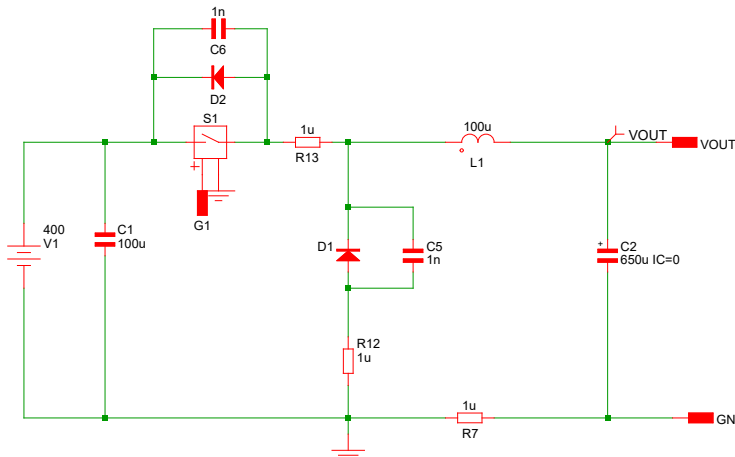 1n
C6
D2
S1
1u
R13
100u
L1
VOUT
VOUT
+
G1
400
V1
C1
100u
D1
C5
1n
+
C2
650u IC=0
R12
1u
1u
R7
GN